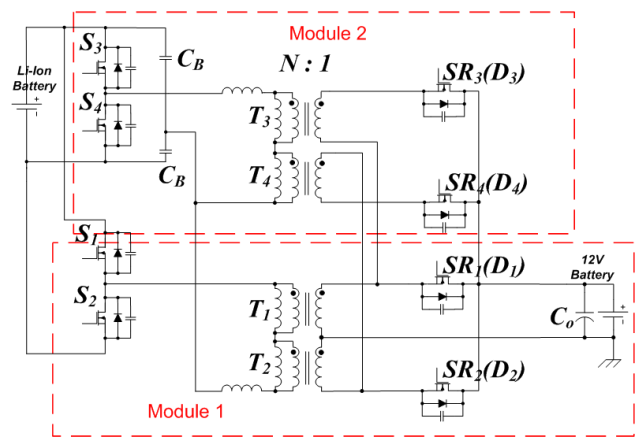 Module 2
S3
CB
N : 1
SR3(D3)
Li-Ion
Battery
S4
T3
CB
T4
SR4(D4)
S1
SR1(D1)
12V
Battery
S2
T1
Co
T2
SR2(D2)
Module 1